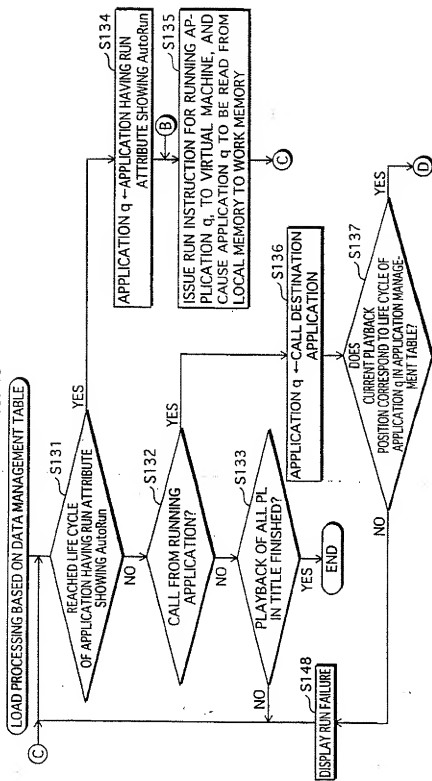 LOAD PROCESSING BASED ON DATA MANAGEMENT TABLE
C
S131
REACHED LIFE CYCLE
OF APPLICATION HAVING RUN ATTRIBUTE
SHOWING AutoRun
YES
NO
S134
APPLICATION q ←APPLICATION HAVING RUN
ATTRIBUTE SHOWING AutoRun
B
S135
ISSUE RUN INSTRUCTION FOR RUNNING AP-
PLICATION q, TO VIRTUAL MACHINE, AND
CAUSE APPLICATION q TO BE READ FROM
LOCAL MEMORY TO WORK MEMORY
C
S132
CALL FROM RUNNING
APPLICATION?
YES
NO
S133
PLAYBACK OF ALL PL
IN TITLE FINISHED?
NO
YES
END
S136
APPLICATION q ←CALL DESTINATION
APPLICATION
S137
DOES
CURRENT PLAYBACK
POSITION CORRESPOND TO LIFE CYCLE OF
APPLICATION q IN APPLICATION MANAGE-
MENT TABLE?
YES
D
NO
S148
DISPLAY RUN FAILURE